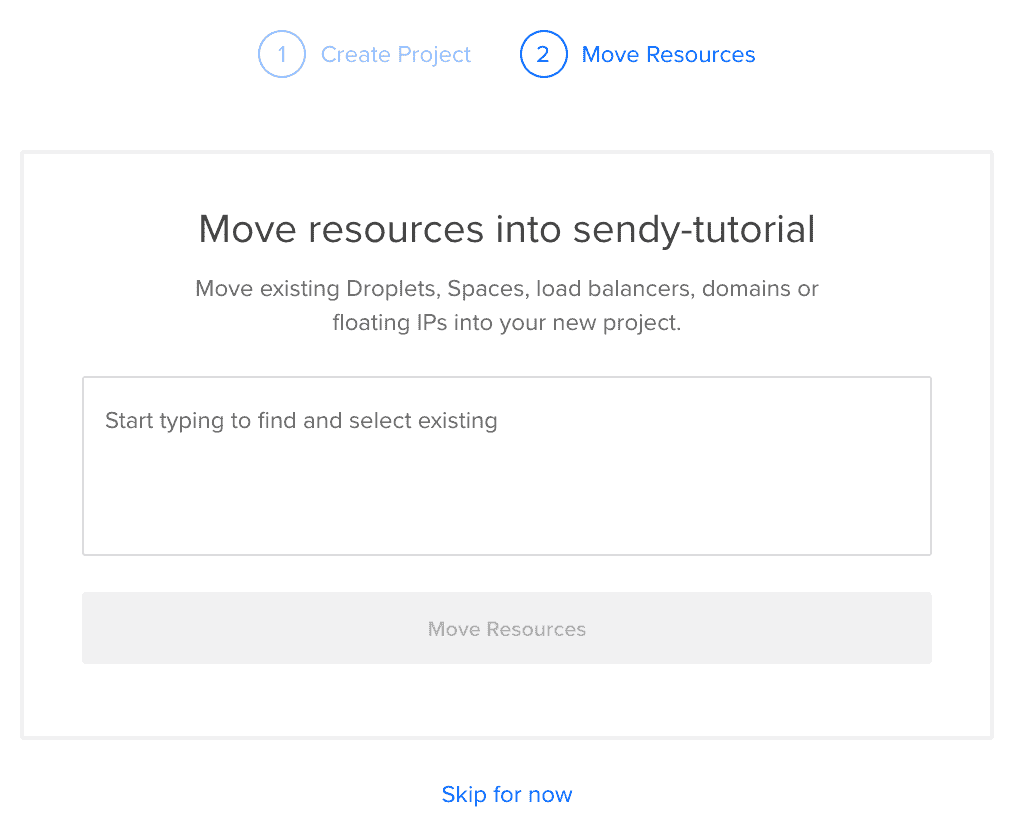 1 Create Project 2 Move Resources
Move resources into sendy-tutorial
Move existing Droplets, Spaces, load balancers, domains or
floating IPs into your new project.
Start typing to find and select existing
Move Resources
Skip for now